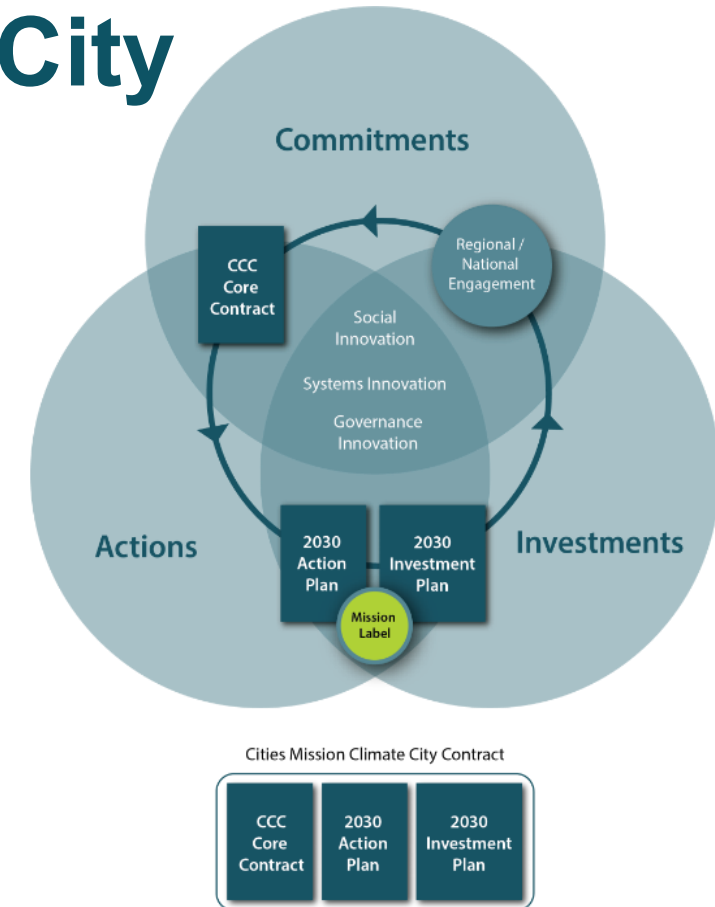 City
Commitments
Regional /
National
Engagement
CCC
Core
Contract
Social
Innovation
Systems Innovation
Governance
Innovation
Actions
Investments
2030
Action
Plan
2030
Investment
Plan
Mission
Label
Cities Mission Climate City Contract
CCC
Core
Contract
2030
Action
Plan
2030
Investment
Plan